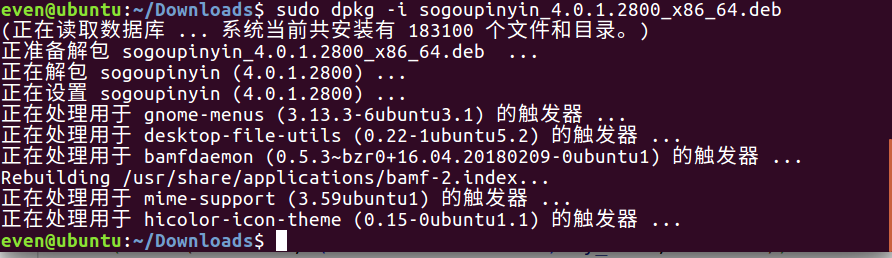 even@ubuntu:~/Downloads$ sudo dpkg -i sogoupinyin_4.0.1.2800_x86_64.deb
(正在读取数据库 ... 系统当前共安装有 183100 个文件和目录。)
正准备解包 sogoupinyin_4.0.1.2800_x86_64.deb  ...
正在解包 sogoupinyin (4.0.1.2800) ...
正在设置 sogoupinyin (4.0.1.2800) ...
正在处理用于 gnome-menus (3.13.3-6ubuntu3.1) 的触发器 ...
正在处理用于 desktop-file-utils (0.22-1ubuntu5.2) 的触发器 ...
正在处理用于 bamfdaemon (0.5.3~bzr0+16.04.20180209-0ubuntu1) 的触发器 ...
Rebuilding /usr/share/applications/bamf-2.index...
正在处理用于 mime-support (3.59ubuntu1) 的触发器 ...
正在处理用于 hicolor-icon-theme (0.15-0ubuntu1.1) 的触发器 ...
even@ubuntu:~/Downloads$